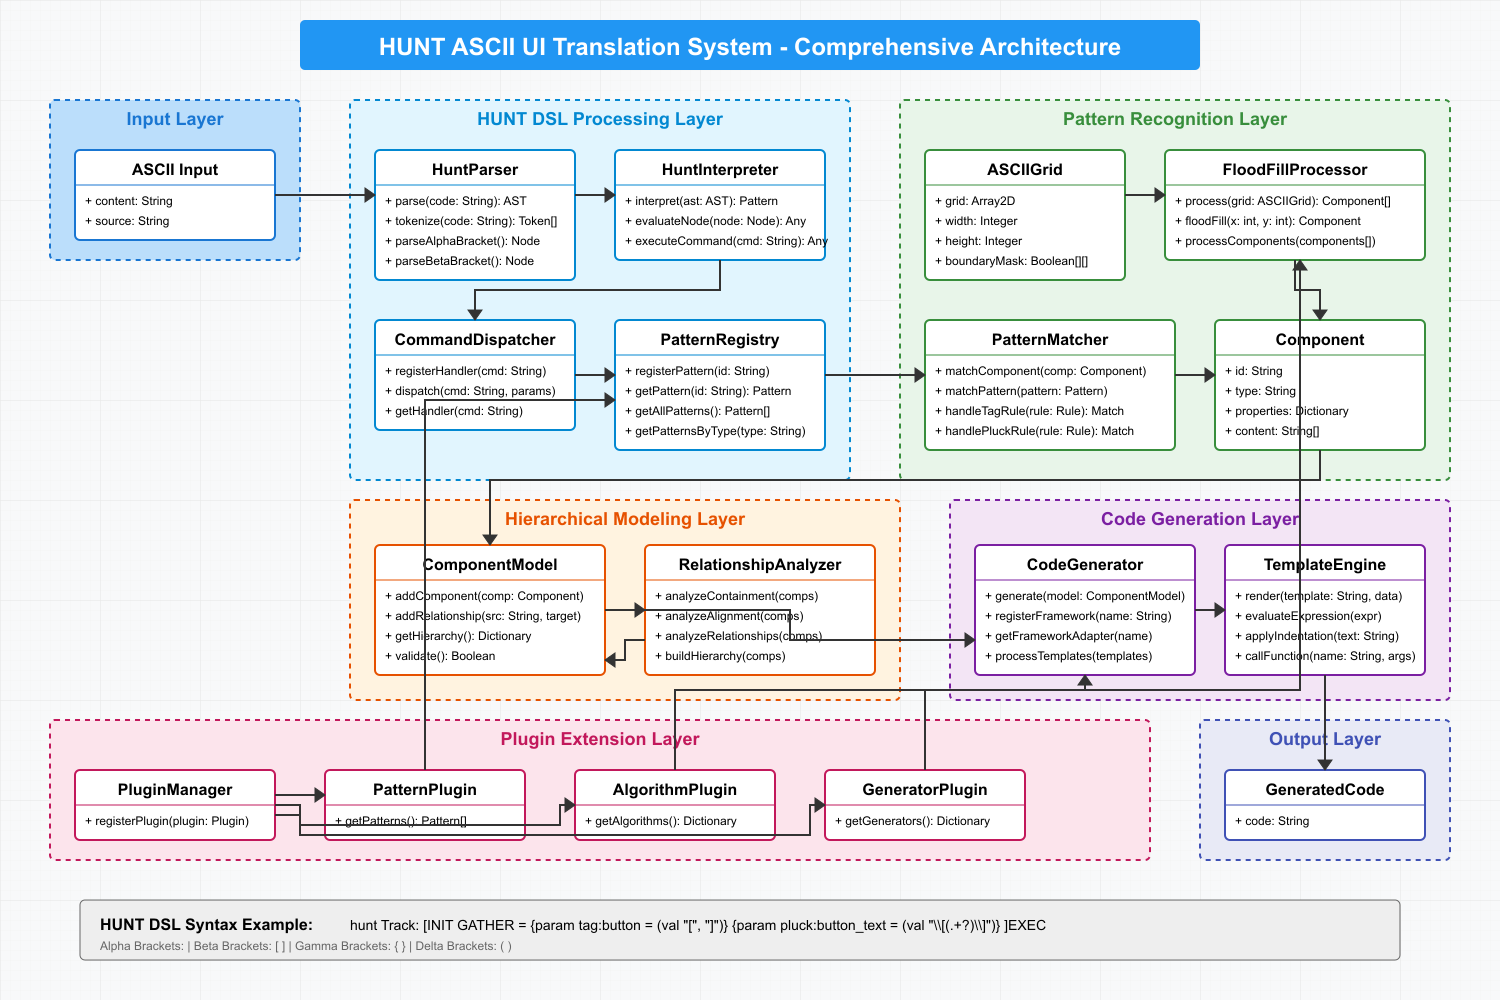 HUNT ASCII UI Translation System - Comprehensive Architecture
Input Layer
ASCII Input
+ content: String
+ source: String
HUNT DSL Processing Layer
HuntParser
+ parse(code: String): AST
+ tokenize(code: String): Token[]
+ parseAlphaBracket(): Node
+ parseBetaBracket(): Node
HuntInterpreter
+ interpret(ast: AST): Pattern
+ evaluateNode(node: Node): Any
+ executeCommand(cmd: String): Any
CommandDispatcher
+ registerHandler(cmd: String)
+ dispatch(cmd: String, params)
+ getHandler(cmd: String)
PatternRegistry
+ registerPattern(id: String)
+ getPattern(id: String): Pattern
+ getAllPatterns(): Pattern[]
+ getPatternsByType(type: String)
Pattern Recognition Layer
ASCIIGrid
+ grid: Array2D
+ width: Integer
+ height: Integer
+ boundaryMask: Boolean[][]
FloodFillProcessor
+ process(grid: ASCIIGrid): Component[]
+ floodFill(x: int, y: int): Component
+ processComponents(components[])
PatternMatcher
+ matchComponent(comp: Component)
+ matchPattern(pattern: Pattern)
+ handleTagRule(rule: Rule): Match
+ handlePluckRule(rule: Rule): Match
Component
+ id: String
+ type: String
+ properties: Dictionary
+ content: String[]
Hierarchical Modeling Layer
ComponentModel
+ addComponent(comp: Component)
+ addRelationship(src: String, target)
+ getHierarchy(): Dictionary
+ validate(): Boolean
RelationshipAnalyzer
+ analyzeContainment(comps)
+ analyzeAlignment(comps)
+ analyzeRelationships(comps)
+ buildHierarchy(comps)
Code Generation Layer
CodeGenerator
+ generate(model: ComponentModel)
+ registerFramework(name: String)
+ getFrameworkAdapter(name)
+ processTemplates(templates)
TemplateEngine
+ render(template: String, data)
+ evaluateExpression(expr)
+ applyIndentation(text: String)
+ callFunction(name: String, args)
Plugin Extension Layer
PluginManager
+ registerPlugin(plugin: Plugin)
PatternPlugin
+ getPatterns(): Pattern[]
AlgorithmPlugin
+ getAlgorithms(): Dictionary
GeneratorPlugin
+ getGenerators(): Dictionary
Output Layer
GeneratedCode
+ code: String
HUNT DSL Syntax Example: hunt Track: [INIT GATHER = {param tag:button = (val "[", "]")} {param pluck:button_text = (val "\\[(.+?)\\]")} ]EXEC
Alpha Brackets: | Beta Brackets: [ ] | Gamma Brackets: { } | Delta Brackets: ( )